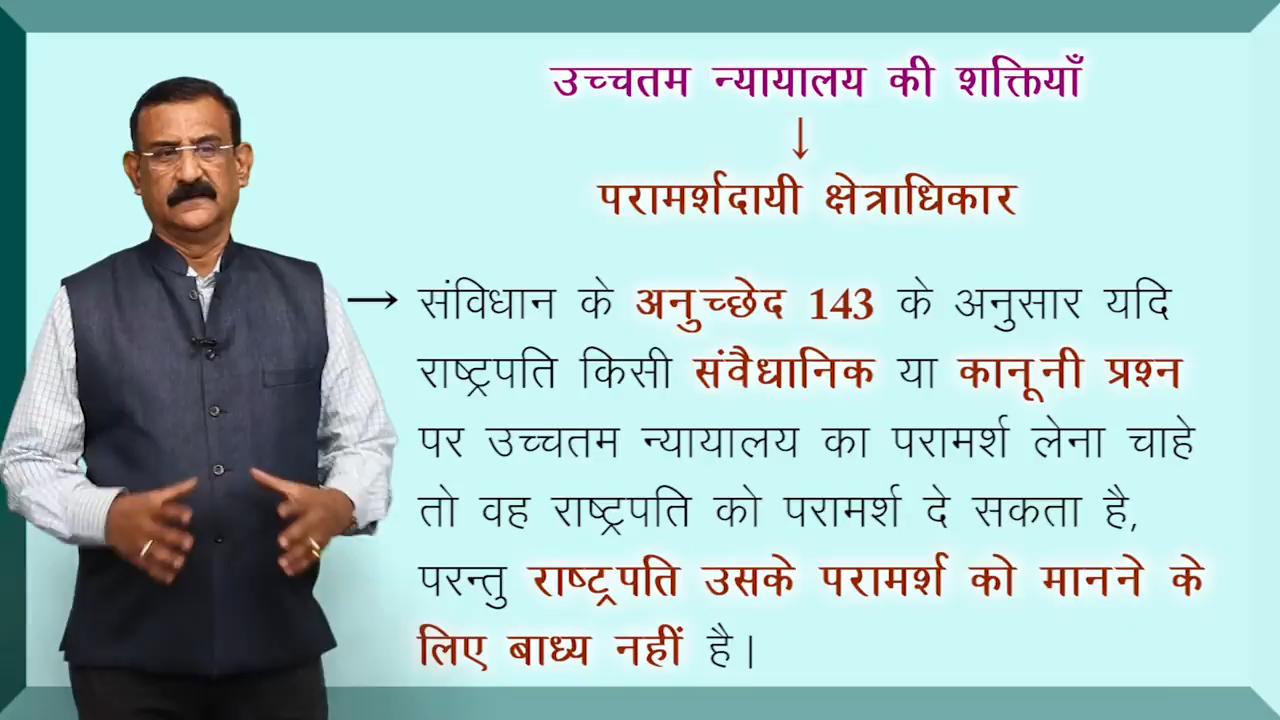 उच्चतम न्यायालय की शक्तियाँ
↓
परामर्शदायी क्षेत्राधिकार
→ संविधान के अनुच्छेद 143 के अनुसार यदि
राष्ट्रपति किसी संवैधानिक या कानूनी प्रश्न
पर उच्चतम न्यायालय का परामर्श लेना चाहे
तो वह राष्ट्रपति को परामर्श दे सकता है,
परन्तु राष्ट्रपति उसके परामर्श को मानने के
लिए बाध्य नहीं है।